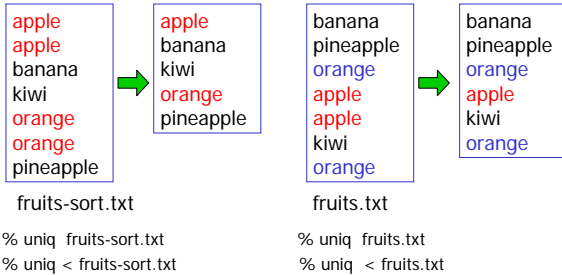 apple
apple
banana
kiwi
orange
orange
pineapple
apple
banana
kiwi
orange
pineapple
fruits-sort.txt
% uniq fruits-sort.txt
% uniq < fruits-sort.txt
banana
pineapple
orange
apple
apple
kiwi
orange
banana
pineapple
orange
apple
kiwi
orange
fruits.txt
% uniq fruits.txt
% uniq < fruits.txt